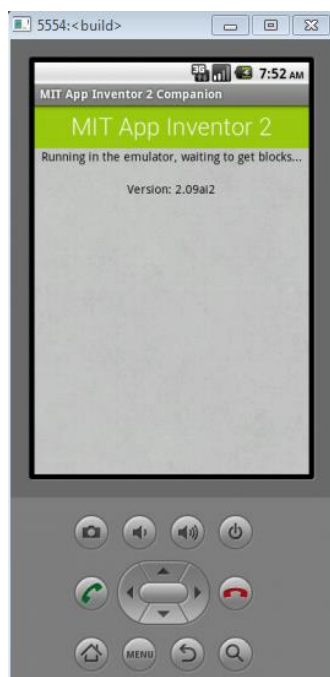 5554:<build>
3G 7:52 AM
MIT App Inventor 2 Companion
MIT App Inventor 2
Running in the emulator, waiting to get blocks...
Version: 2.09ai2
MENU